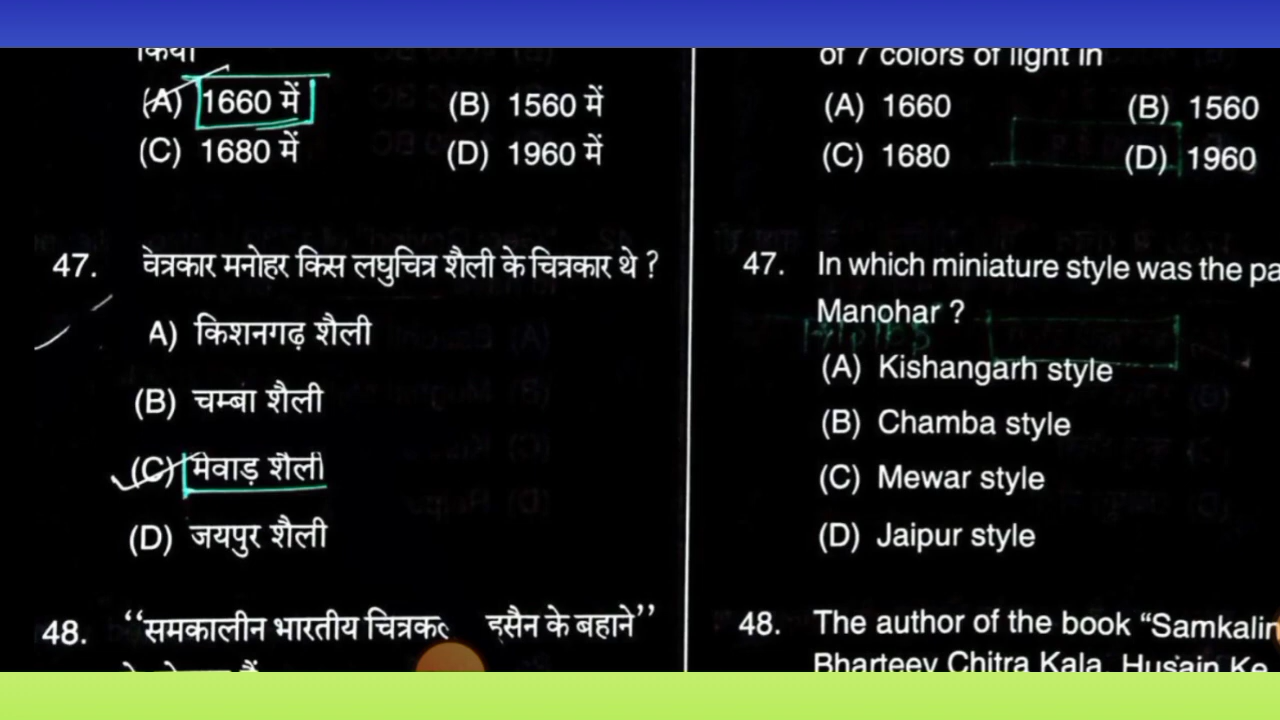 किया
(A) 1660 में (B) 1560 में
(C) 1680 में (D) 1960 में
47. चित्रकार मनोहर किस लघुचित्र शैली के चित्रकार थे ?
A) किशनगढ़ शैली
(B) चम्बा शैली
(C) मेवाड़ शैली
(D) जयपुर शैली
48. “समकालीन भारतीय चित्रकल हुसैन के बहाने”
of 7 colors of light in
(A) 1660 (B) 1560
(C) 1680 (D) 1960
47. In which miniature style was the pa
Manohar ?
(A) Kishangarh style
(B) Chamba style
(C) Mewar style
(D) Jaipur style
48. The author of the book “Samkalin
Bharteey Chitra Kala, Husain Ke